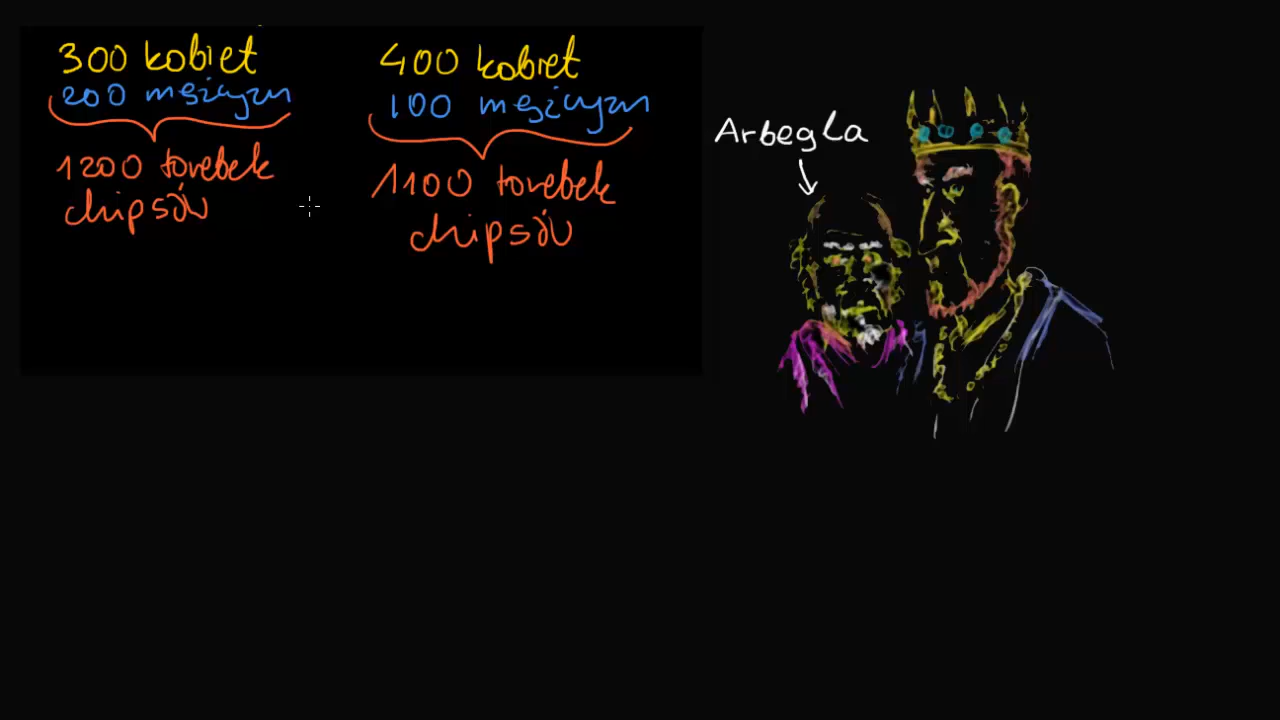 300 kobiet
200 mężczyzn
1200 torebek
chipsów
400 kobiet
100 mężczyzn
1100 torebek
chipsów
Arbegla